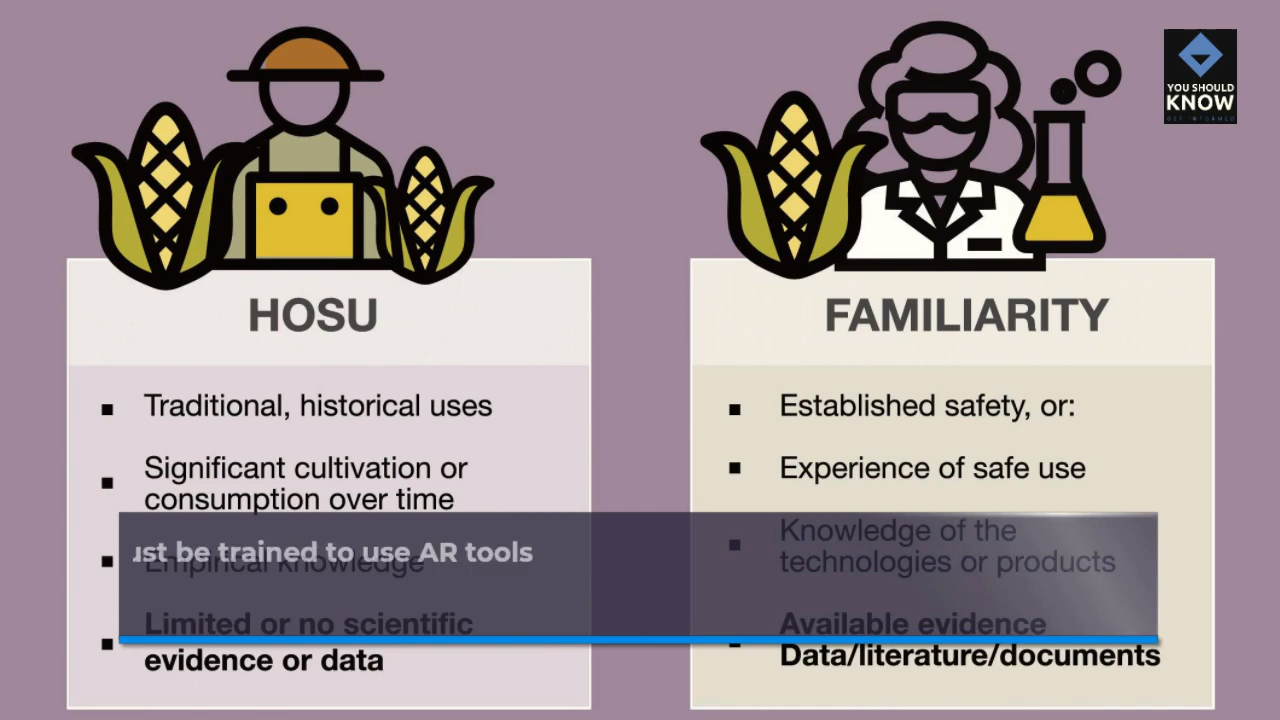 YOU SHOULD
KNOW
GET INFORMED
HOSU
Traditional, historical uses
Significant cultivation or
consumption over time
Empirical knowledge
Limited or no scientific
evidence or data
FAMILIARITY
Established safety, or:
Experience of safe use
Knowledge of the
technologies or products
Available evidence
Data/literature/documents
be trained to use AR tools